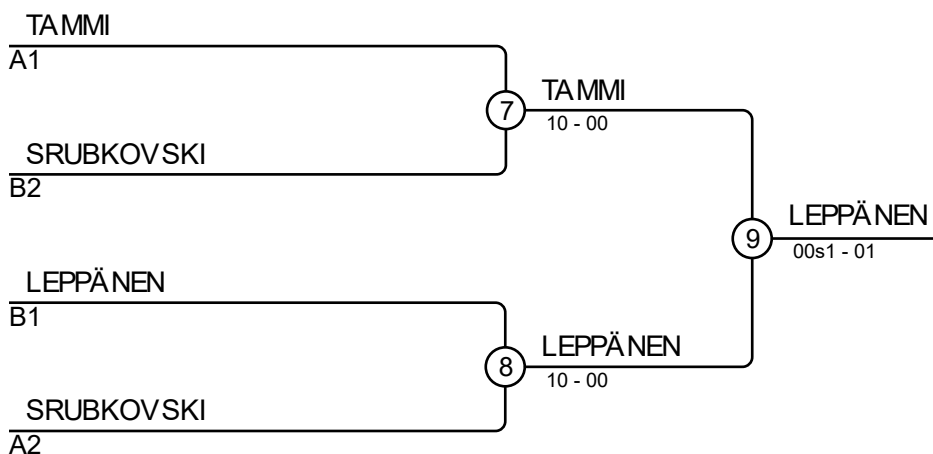 TAMMI
A1
7
TAMMI
10 - 00
SRUBKOVSKI
B2
9
LEPPÄNEN
00s1 - 01
LEPPÄNEN
B1
8
LEPPÄNEN
10 - 00
SRUBKOVSKI
A2